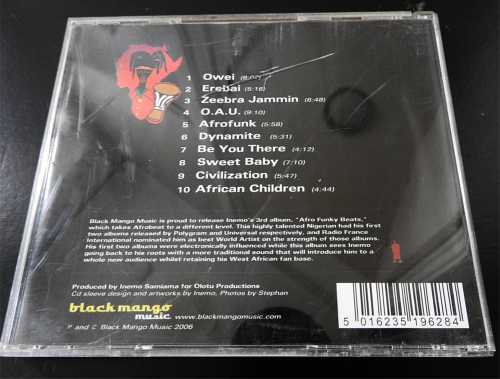 1 Owei (8:07)
2 Erebai (5:16)
3 Zeebra Jammin (6:48)
4 O.A.U. (9:10)
5 Afrofunk (5:58)
6 Dynamite (5:31)
7 Be You There (4:12)
8 Sweet Baby (7:10)
9 Civilization (5:47)
10 African Children (4:44)
Black Mango Music is proud to release Inemo's 3rd album, "Afro Funky Beats,"
which takes Afrobeat to a different level. This highly talented Nigerian had his first
two albums released by Polygram and Universal respectively, and Radio France
International nominated him as best World Artist on the strength of those albums.
His first two albums were electronically influenced while this album sees Inemo
going back to his roots with a more traditional sound that will introduce him to a
whole new audience whilst retaining his West African fan base.
Produced by Inemo Samiama for Olotu Productions
Cd sleeve design and artworks by Inemo, Photos by Stephan
black mango
music. www.blackmangomusic.com
P and C Black Mango Music 2006
5 016235 196284